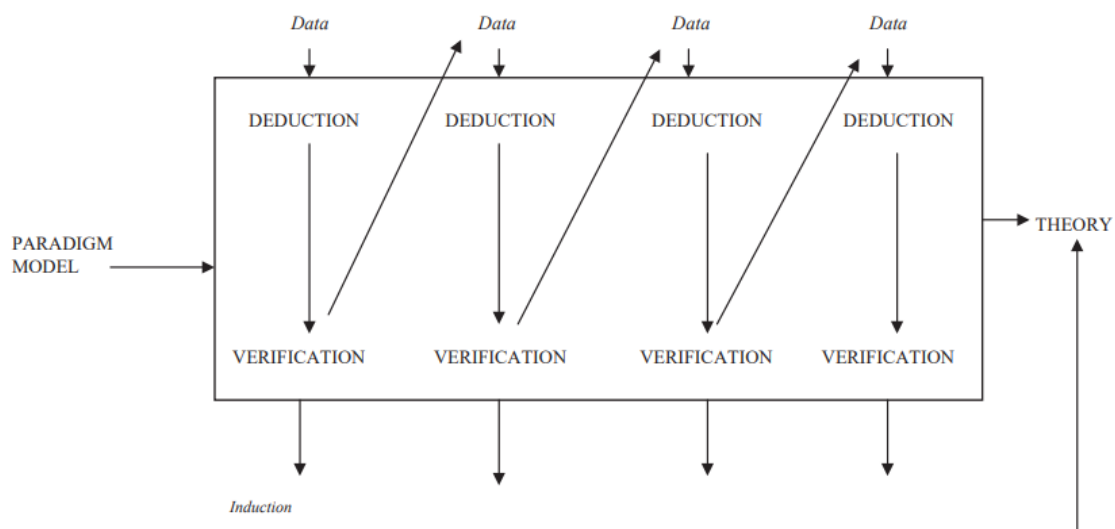 Data Data Data Data
DEDUCTION DEDUCTION DEDUCTION DEDUCTION
PARADIGM
MODEL
THEORY
VERIFICATION VERIFICATION VERIFICATION VERIFICATION
Induction